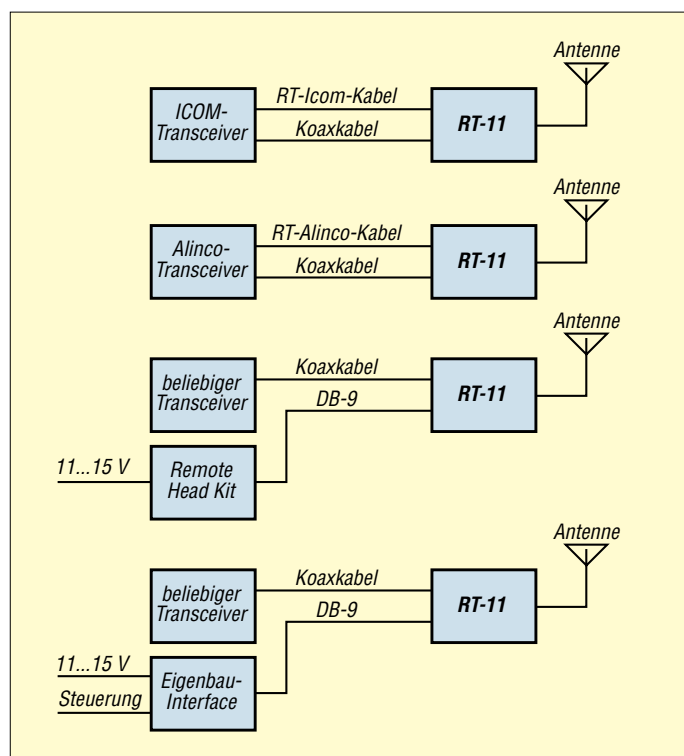 Antenne
ICOM-
Transceiver
RT-Icom-Kabel
Koaxkabel
RT-11
Antenne
Alinco-
Transceiver
RT-Alinco-Kabel
Koaxkabel
RT-11
Antenne
beliebiger
Transceiver
Koaxkabel
DB-9
RT-11
11...15 V
Remote
Head Kit
Antenne
beliebiger
Transceiver
Koaxkabel
DB-9
RT-11
11...15 V
Steuerung
Eigenbau-
Interface